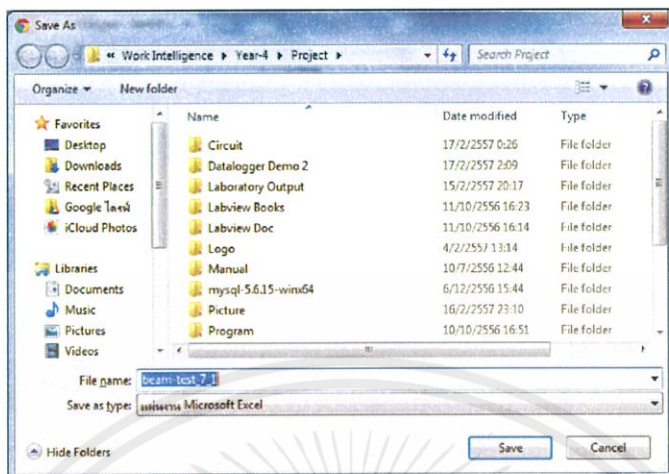 Save As
« Work Intelligence ▸ Year-4 ▸ Project ▸ Search Project
Organize New folder
Name Date modified Type
Favorites
Desktop
Downloads
Recent Places
Google ไดรฟ์
iCloud Photos
Libraries
Documents
Music
Pictures
Videos
Circuit 17/2/2557 0:26 File folder
Datalogger Demo 2 17/2/2557 2:09 File folder
Laboratory Output 15/2/2557 20:17 File folder
Labview Books 11/10/2556 16:23 File folder
Labview Doc 11/10/2556 16:14 File folder
Logo 4/2/2557 13:14 File folder
Manual 10/7/2556 12:44 File folder
mysql-5.6.15-winx64 6/12/2556 15:44 File folder
Picture 16/2/2557 23:10 File folder
Program 10/10/2556 16:51 File folder
File name: beam-test_7_1
Save as type: แผ่นงาน Microsoft Excel
Hide Folders Save Cancel